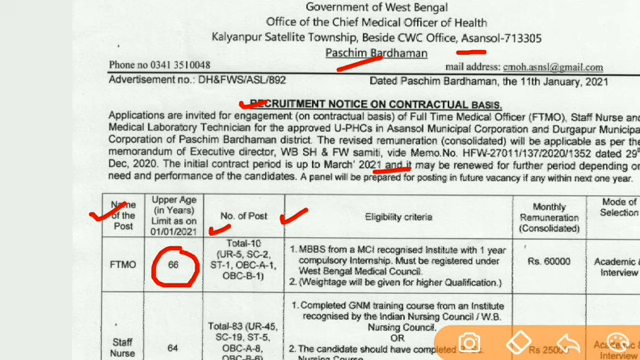 Government of West Bengal
Office of the Chief Medical Officer of Health
Kalyanpur Satellite Township, Beside CWC Office, Asansol-713305
Paschim Bardhaman
Phone no 0341 3510048
mail address: cmoh.asnsl@gmail.com
Advertisement no.: DH&FWS/ASL/892
Dated Paschim Bardhaman, the 11th January, 2021
RECRUITMENT NOTICE ON CONTRACTUAL BASIS.
Applications are invited for engagement (on contractual basis) of Full Time Medical Officer (FTMO), Staff Nurse and
Medical Laboratory Technician for the approved U-PHCs in Asansol Municipal Corporation and Durgapur Municipal
Corporation of Paschim Bardhaman district. The revised remuneration (consolidated) will be applicable as per the
memorandum of Executive director, WB SH & FW samiti, vide Memo.No. HFW-27011/137/2020/1352 dated 29
Dec, 2020. The initial contract period is up to March' 2021 and it may be renewed for further period depending on
need and performance of the candidates. A panel will be prepared for posting in future vacancy if any within next one year.
Name of the Post
Upper Age (in Years) Limit as on 01/01/2021
No. of Post
Eligibility criteria
Monthly Remuneration (Consolidated)
Mode of Selection
FTMO
66
Total-10
(UR-5, SC-2,
ST-1, OBC-A-1,
OBC-B-1)
1. MBBS from a MCI recognised Institute with 1 year
compulsory Internship. Must be registered under
West Bengal Medical Council.
2. (Weightage will be given for higher Qualification.)
Rs. 60000
Academic &
Interview
Staff
Nurse
64
Total-83 (UR-45,
SC-19, ST-5,
OBC-A-8,
1. Completed GNM training course from an Institute
recognised by the Indian Nursing Council / W.B.
Nursing Council.
OR
2. The candidate should have completed
Rs 2500
Academic
Interview